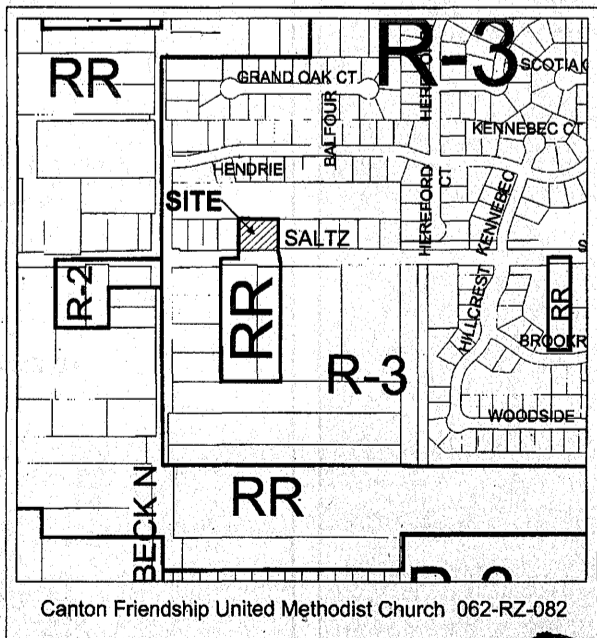 RR
R-3
GRAND OAK CT
SCOTIA
HEREFORD
BALFOUR
KENNEBEC CT
HENDRIE
HEREFORD CT
KENNEBEC
SITE
SALTZ
R-2
RR
HILLCREST
RR
BROOKR
R-3
WOODSIDE
BECK N
RR
Canton Friendship United Methodist Church 062-RZ-082